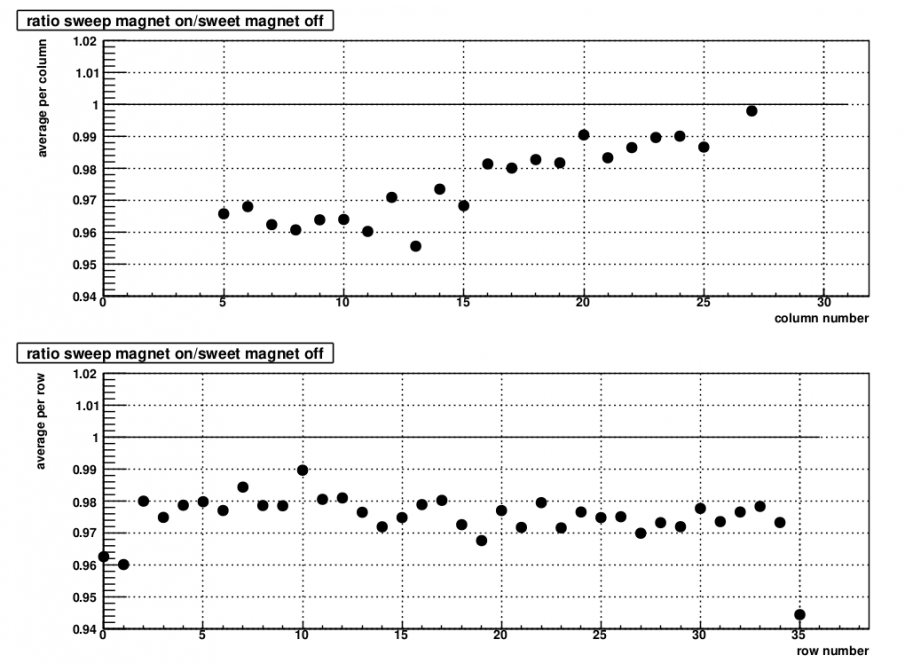 ratio sweep magnet on/sweet magnet off
average per column
1.02
1.01
1
0.99
0.98
0.97
0.96
0.95
0.94
0 5 10 15 20 25 30
column number
ratio sweep magnet on/sweet magnet off
average per row
1.02
1.01
1
0.99
0.98
0.97
0.96
0.95
0.94
0 5 10 15 20 25 30 35
row number